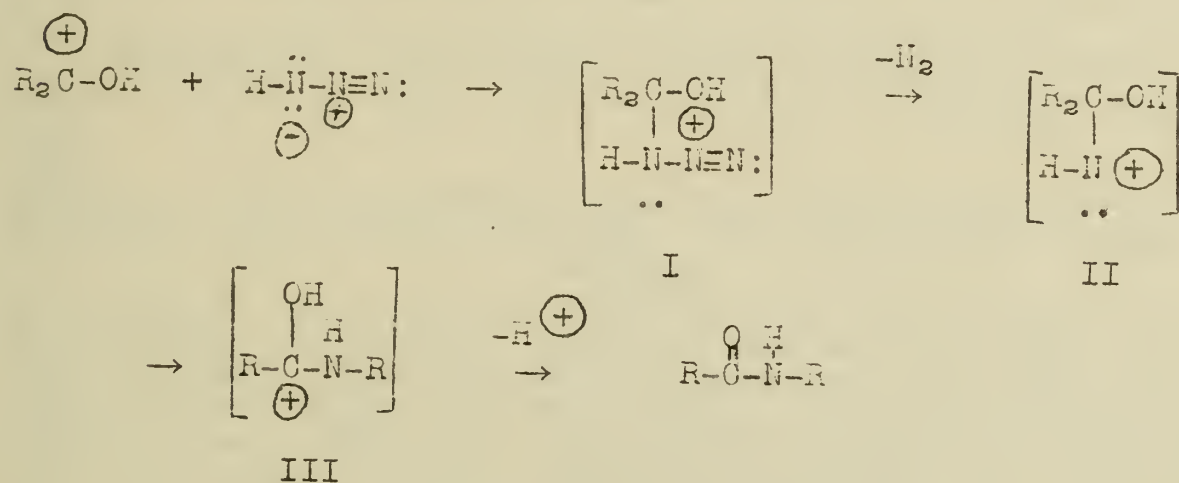 ⊕ ⊖ ⊕
R₂C-OH + H-N̈-N≡N: → [R₂C-OH ⊕ H-N-N≡N: ··] -N₂ → [R₂C-OH H-N ⊕ ··]
I
II
→ [OH H R-C-N-R ⊕] -H⊕ → O H R-C-N-R
III